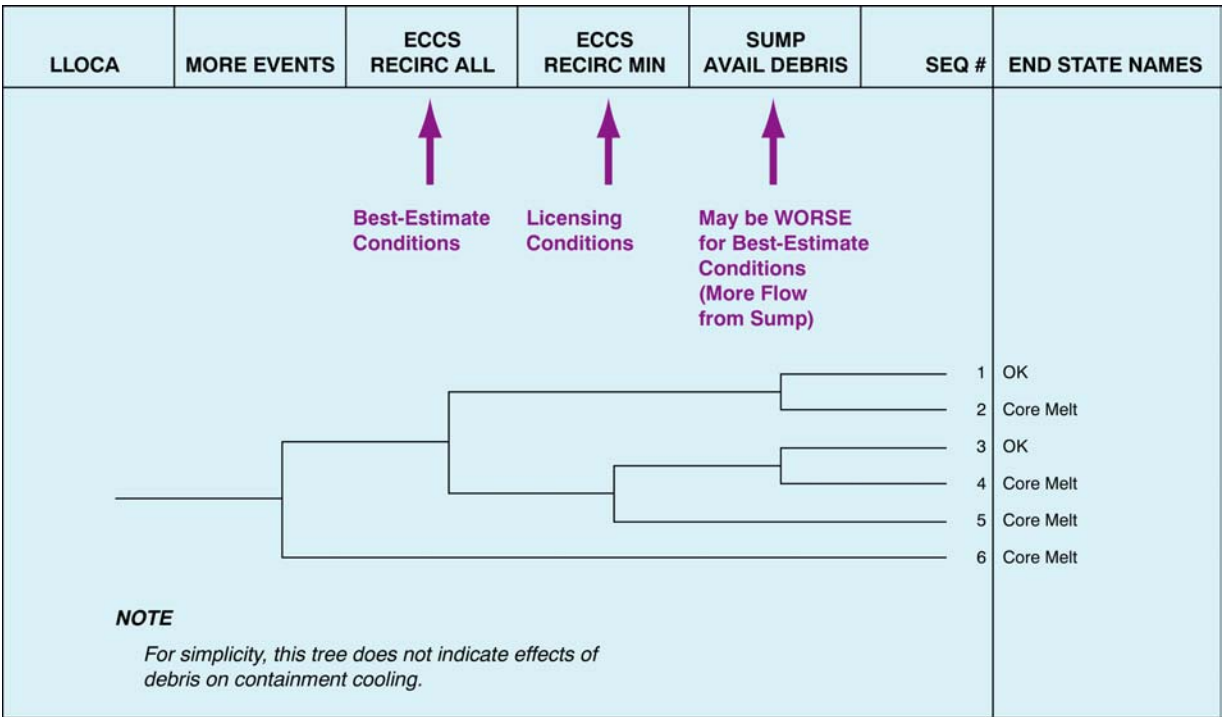 LLOCA
MORE EVENTS
ECCS
RECIRC ALL
ECCS
RECIRC MIN
SUMP
AVAIL DEBRIS
SEQ #
END STATE NAMES
Best-Estimate
Conditions
Licensing
Conditions
May be WORSE
for Best-Estimate
Conditions
(More Flow
from Sump)
1 OK
2 Core Melt
3 OK
4 Core Melt
5 Core Melt
6 Core Melt
NOTE
For simplicity, this tree does not indicate effects of
debris on containment cooling.